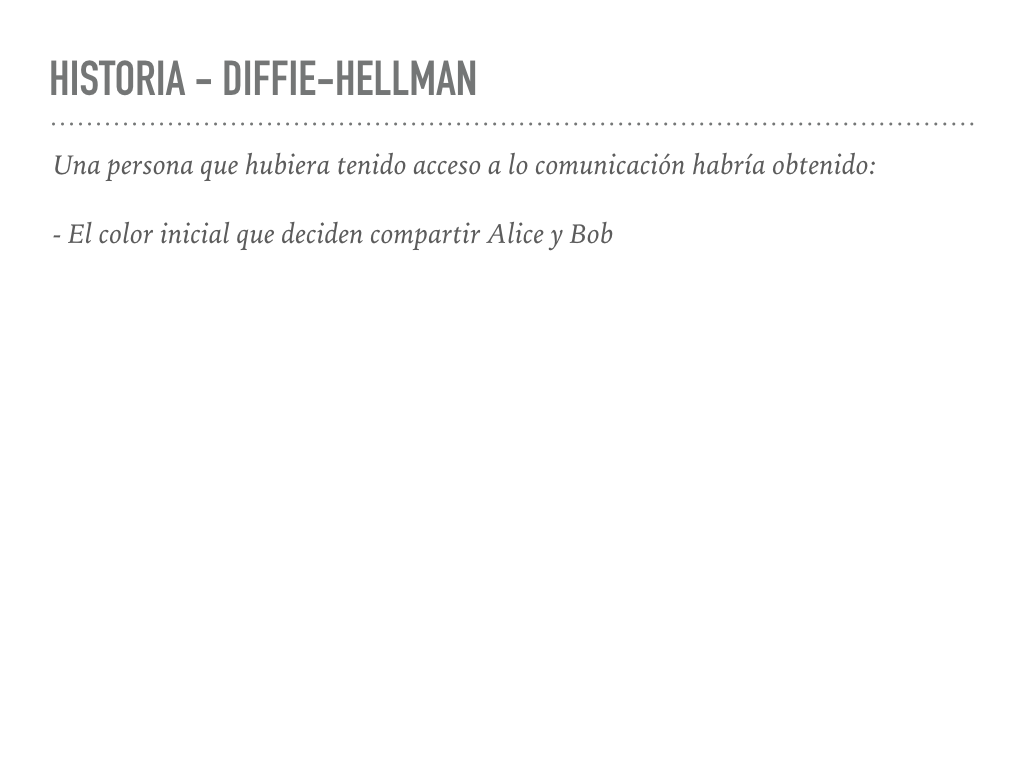 HISTORIA - DIFFIE-HELLMAN
Una persona que hubiera tenido acceso a lo comunicación habría obtenido:
- El color inicial que deciden compartir Alice y Bob